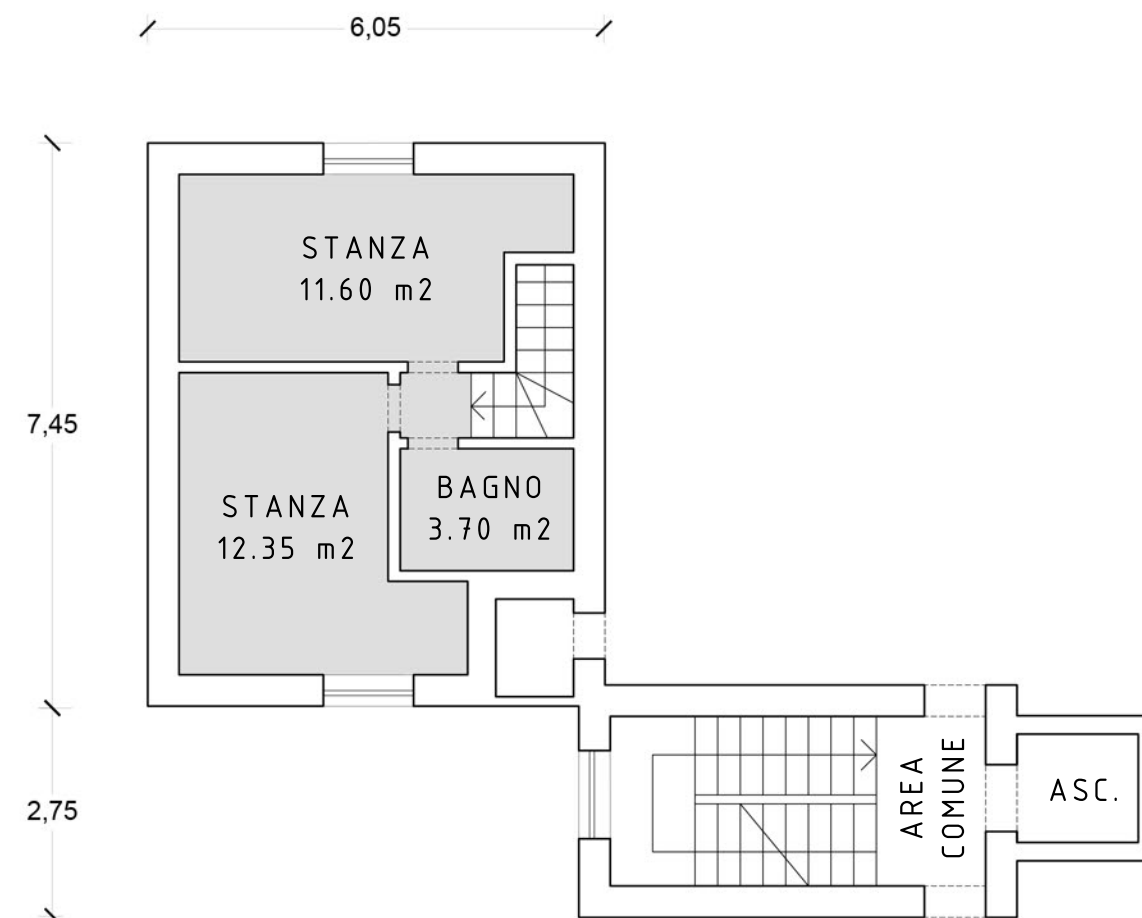 6,05
STANZA
11.60 m2
7,45
STANZA
12.35 m2
BAGNO
3.70 m2
2,75
AREA
COMUNE
ASC.